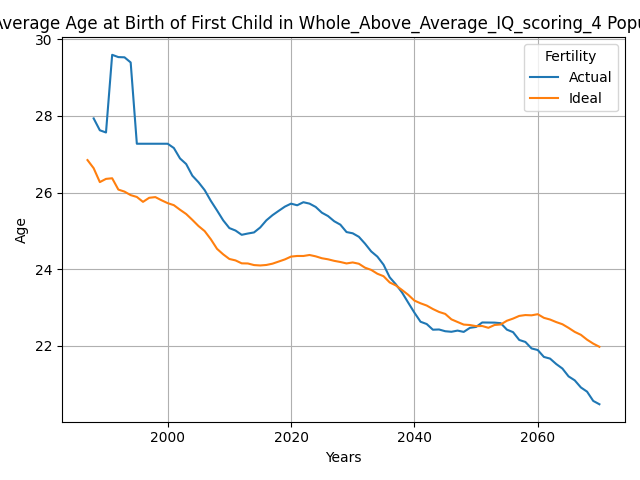 Average Age at Birth of First Child in Whole_Above_Average_IQ_scoring_4
Fertility
Actual
Ideal
30
28
26
24
22
Age
2000 2020 2040 2060
Years